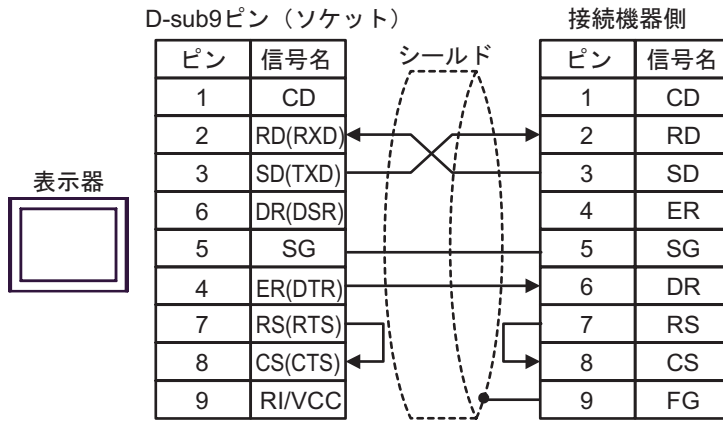 D-sub9ピン（ソケット）
接続機器側
シールド
表示器
ピン 信号名
1 CD
2 RD(RXD)
3 SD(TXD)
6 DR(DSR)
5 SG
4 ER(DTR)
7 RS(RTS)
8 CS(CTS)
9 RI/VCC
ピン 信号名
1 CD
2 RD
3 SD
4 ER
5 SG
6 DR
7 RS
8 CS
9 FG